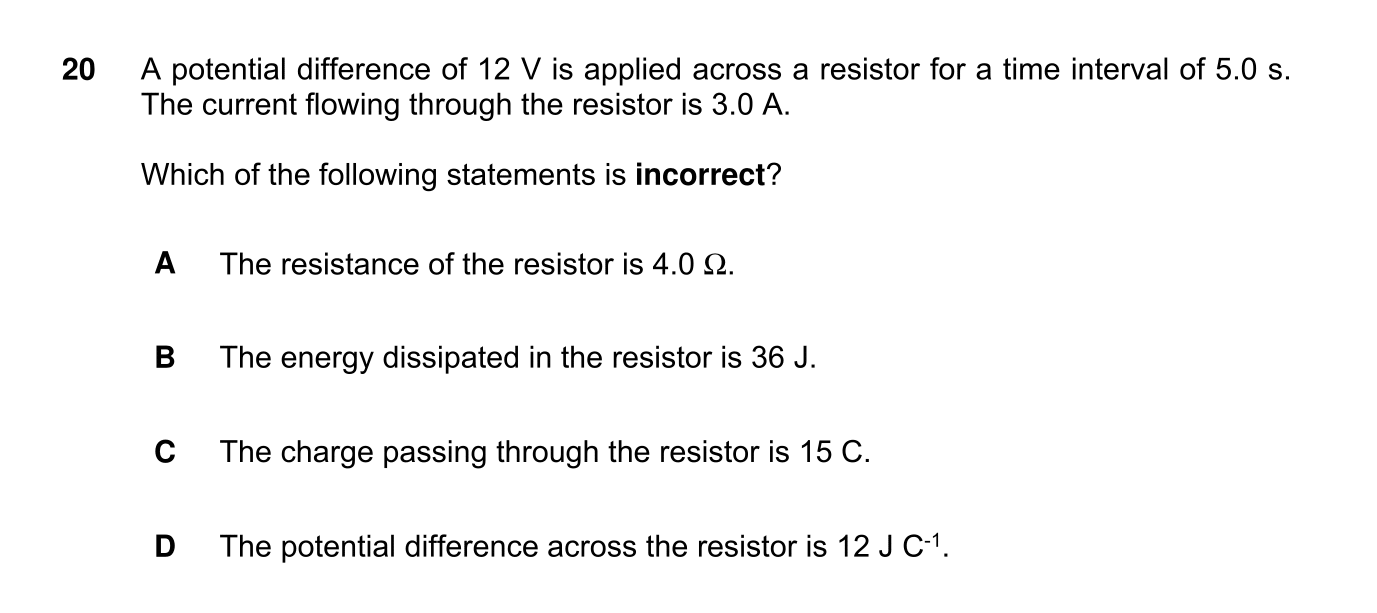 20 A potential difference of 12 V is applied across a resistor for a time interval of 5.0 s.
The current flowing through the resistor is 3.0 A.
Which of the following statements is incorrect?
A The resistance of the resistor is 4.0 Ω.
B The energy dissipated in the resistor is 36 J.
C The charge passing through the resistor is 15 C.
D The potential difference across the resistor is 12 J C⁻¹.